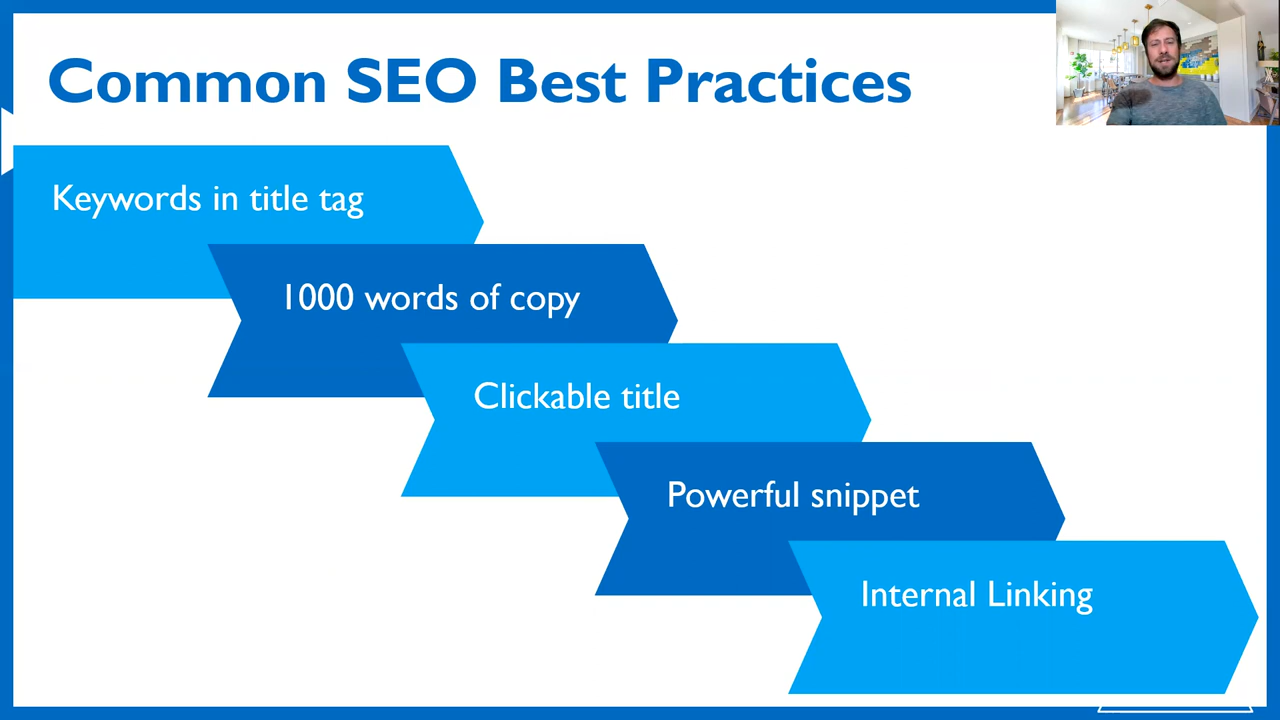 Common SEO Best Practices
Keywords in title tag
1000 words of copy
Clickable title
Powerful snippet
Internal Linking